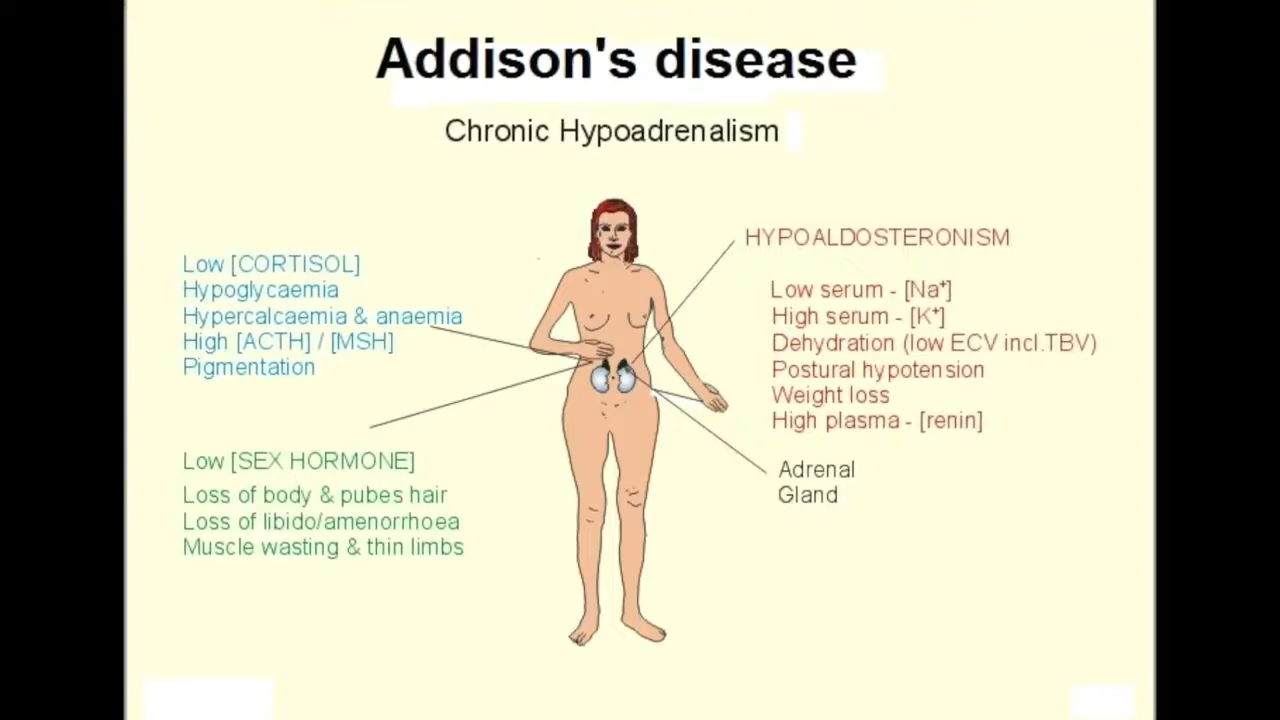 Addison's disease
Chronic Hypoadrenalism
Low [CORTISOL]
Hypoglycaemia
Hypercalcaemia & anaemia
High [ACTH] / [MSH]
Pigmentation
Low [SEX HORMONE]
Loss of body & pubes hair
Loss of libido/amenorrhoea
Muscle wasting & thin limbs
HYPOALDOSTERONISM
Low serum - [Na⁺]
High serum - [K⁺]
Dehydration (low ECV incl.TBV)
Postural hypotension
Weight loss
High plasma - [renin]
Adrenal
Gland